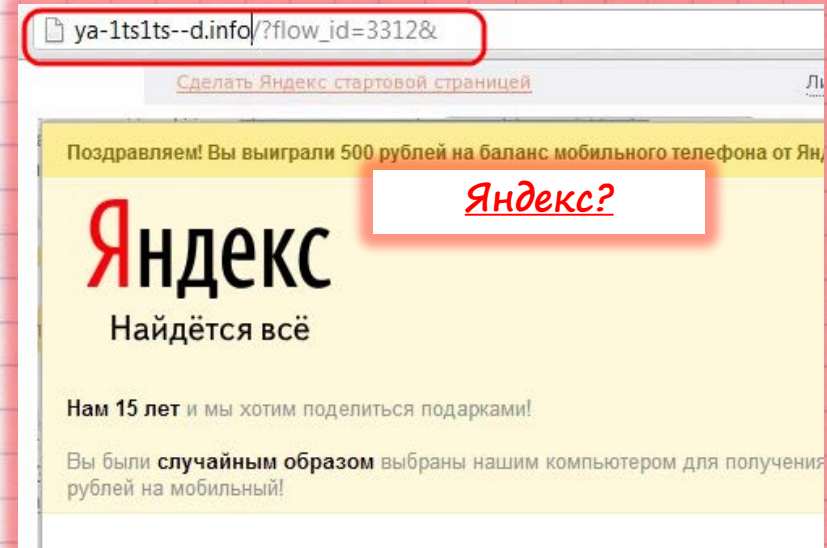 ya-1ts1ts--d.info/?flow_id=3312&
Сделать Яндекс стартовой страницей
Поздравляем! Вы выиграли 500 рублей на баланс мобильного телефона от
Яндекс?
Яндекс
Найдётся всё
Нам 15 лет и мы хотим поделиться подарками!
Вы были случайным образом выбраны нашим компьютером для получения
рублей на мобильный!